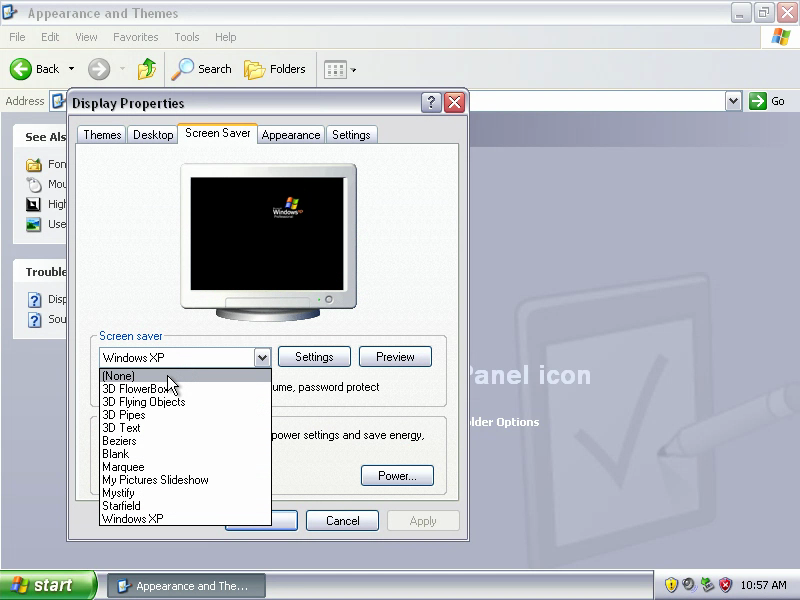 Appearance and Themes
File Edit View Favorites Tools Help
Back Search Folders
Address Go
Display Properties
Themes Desktop Screen Saver Appearance Settings
See Als
Fon
Mou
High
Use
Windows xp
Professional
Troubl
Disp
Sou
Screen saver
Windows XP Settings Preview
(None)
3D FlowerBox
3D Flying Objects
3D Pipes
3D Text
Beziers
Blank
Marquee
My Pictures Slideshow
Mystify
Starfield
Windows XP
ume, password protect
power settings and save energy,
Power...
Cancel Apply
Panel icon
lder Options
start Appearance and The... 10:57 AM